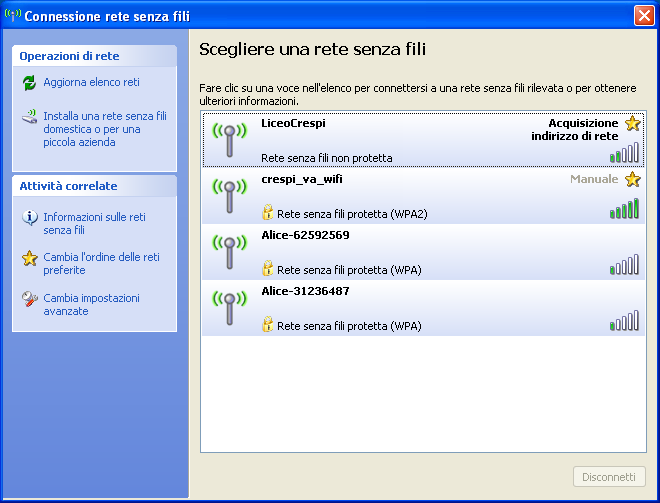 Connessione rete senza fili
Operazioni di rete
Aggiorna elenco reti
Installa una rete senza fili
domestica o per una
piccola azienda
Attività correlate
Informazioni sulle reti
senza fili
Cambia l'ordine delle reti
preferite
Cambia impostazioni
avanzate
Scegliere una rete senza fili
Fare clic su una voce nell'elenco per connettersi a una rete senza fili rilevata o per ottenere
ulteriori informazioni.
LiceoCrespi
Acquisizione
indirizzo di rete
Rete senza fili non protetta
crespi_va_wifi
Manuale
Rete senza fili protetta (WPA2)
Alice-62592569
Rete senza fili protetta (WPA)
Alice-31236487
Rete senza fili protetta (WPA)
Disconnetti